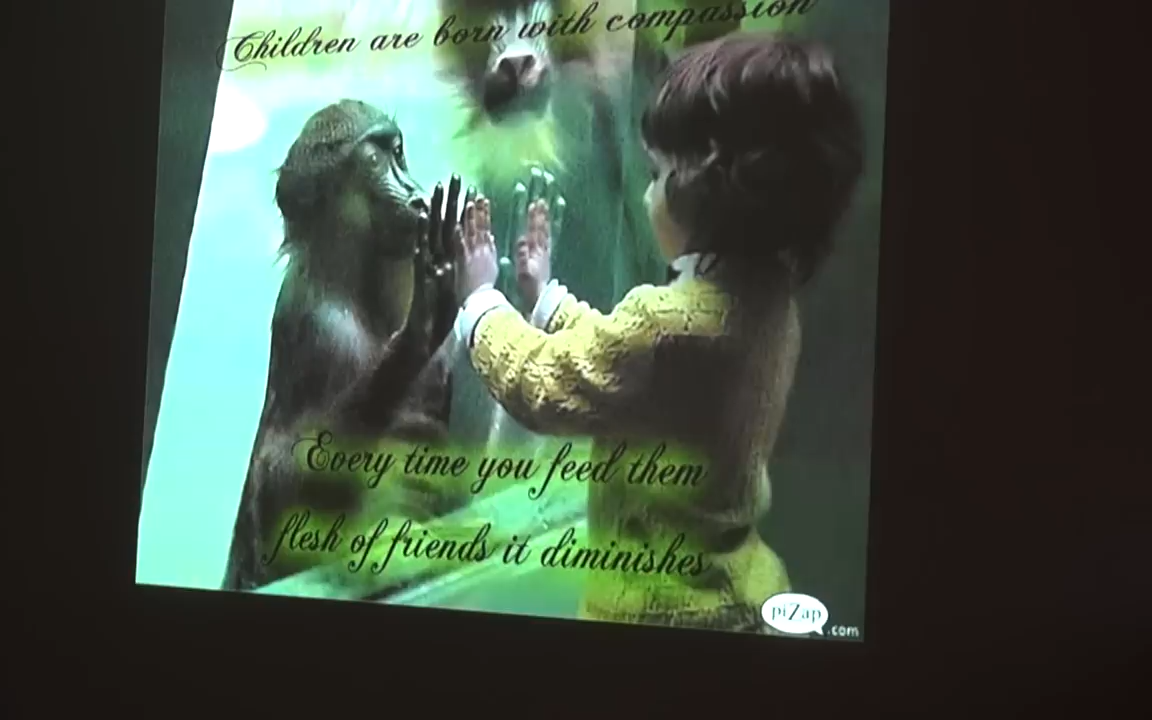 Children are born with compassion
Every time you feed them
flesh of friends it diminishes
piZap
.com